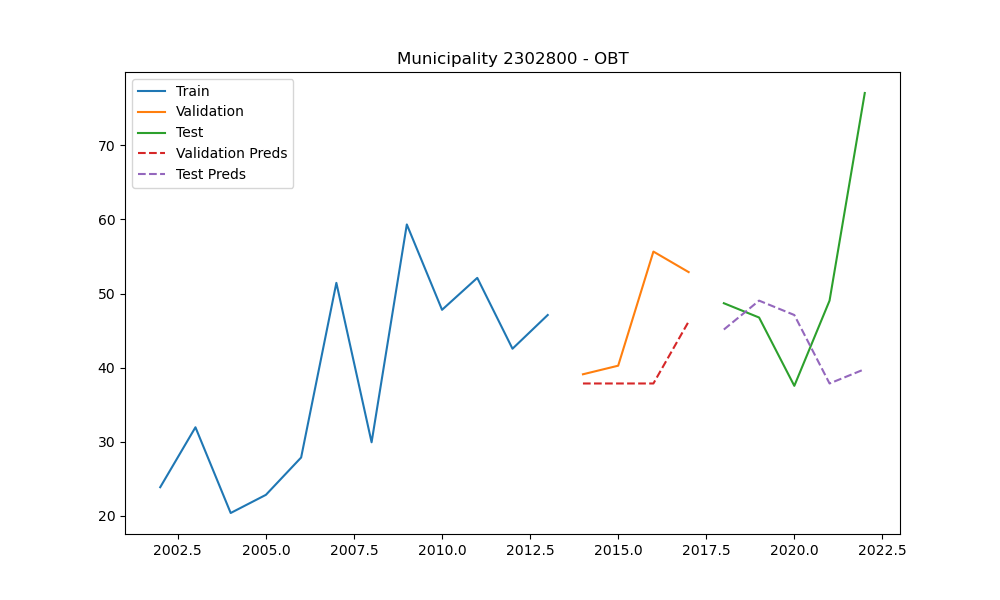 Municipality 2302800 - OBT
Train
Validation
Test
Validation Preds
Test Preds
70
60
50
40
30
20
2002.5 2005.0 2007.5 2010.0 2012.5 2015.0 2017.5 2020.0 2022.5